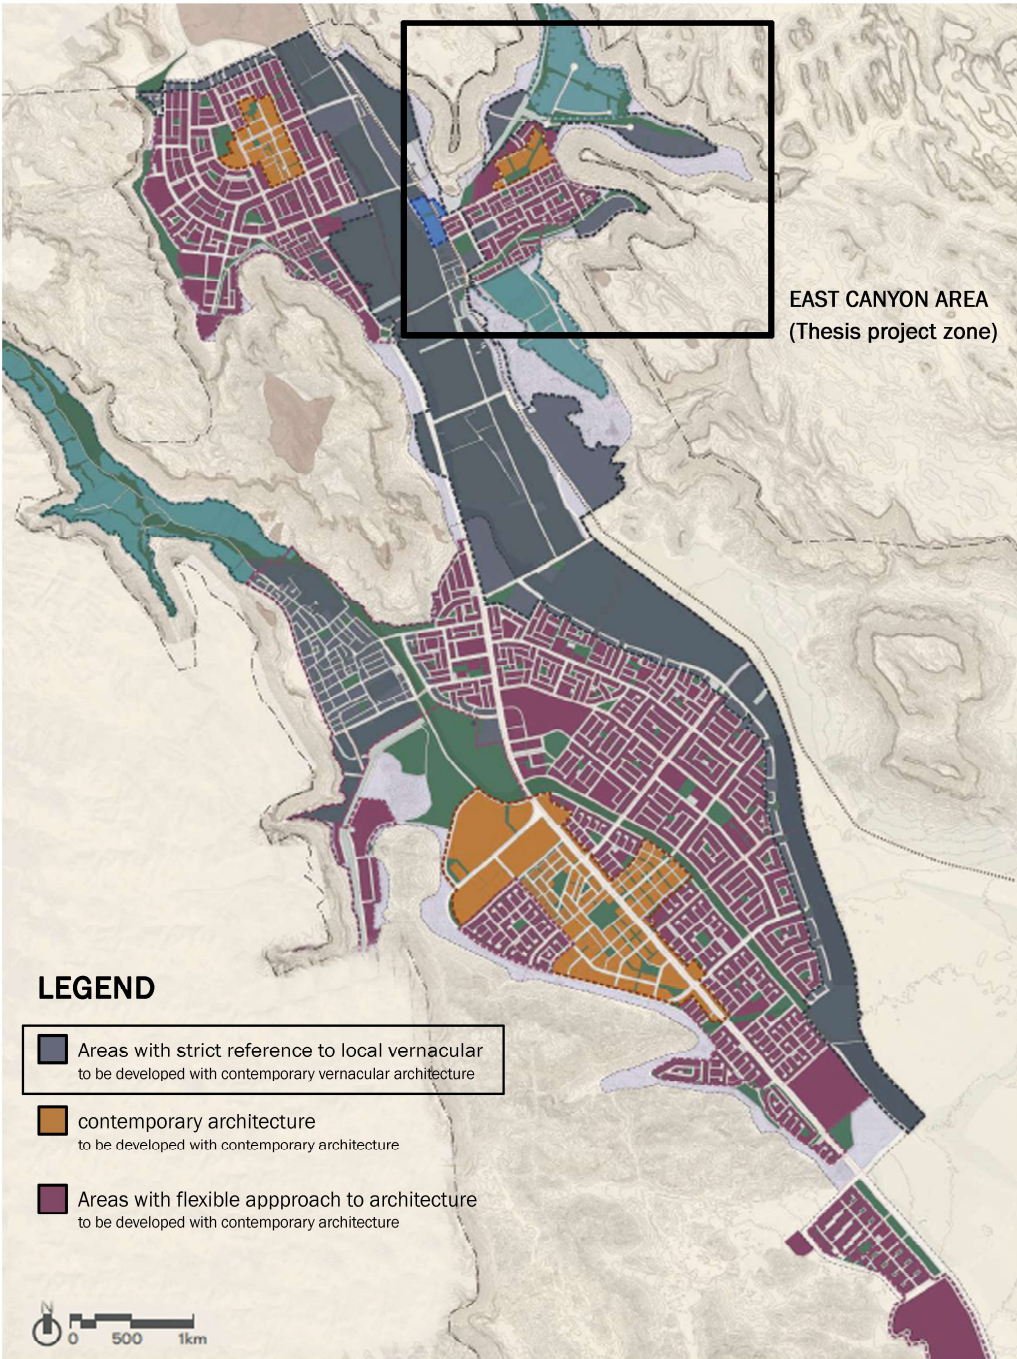 EAST CANYON AREA
(Thesis project zone)
LEGEND
Areas with strict reference to local vernacular
to be developed with contemporary vernacular architecture
contemporary architecture
to be developed with contemporary architecture
Areas with flexible appproach to architecture
to be developed with contemporary architecture
N
0 500 1km